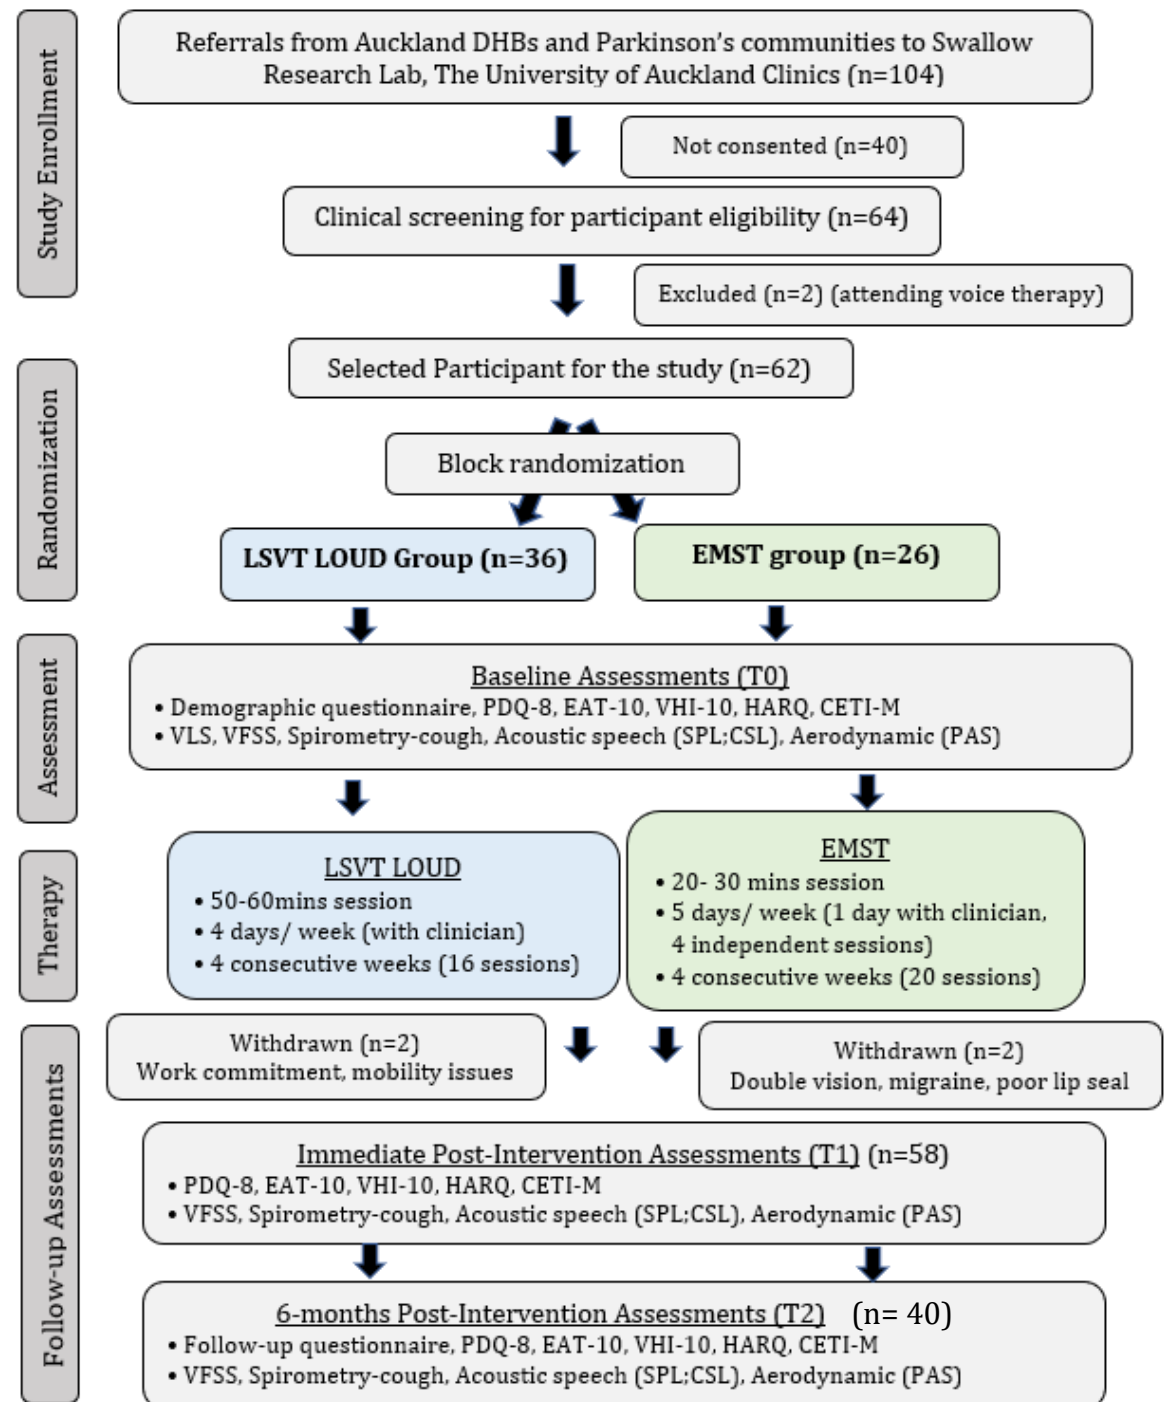 Study Enrollment
Referrals from Auckland DHBs and Parkinson's communities to Swallow
Research Lab, The University of Auckland Clinics (n=104)
Not consented (n=40)
Clinical screening for participant eligibility (n=64)
Excluded (n=2) (attending voice therapy)
Randomization
Selected Participant for the study (n=62)
Block randomization
LSVT LOUD Group (n=36)
EMST group (n=26)
Assessment
Baseline Assessments (T0)
• Demographic questionnaire, PDQ-8, EAT-10, VHI-10, HARQ, CETI-M
• VLS, VFSS, Spirometry-cough, Acoustic speech (SPL;CSL), Aerodynamic (PAS)
Therapy
LSVT LOUD
• 50-60mins session
• 4 days/ week (with clinician)
• 4 consecutive weeks (16 sessions)
EMST
• 20- 30 mins session
• 5 days/ week (1 day with clinician,
4 independent sessions)
• 4 consecutive weeks (20 sessions)
Follow-up Assessments
Withdrawn (n=2)
Work commitment, mobility issues
Withdrawn (n=2)
Double vision, migraine, poor lip seal
Immediate Post-Intervention Assessments (T1) (n=58)
• PDQ-8, EAT-10, VHI-10, HARQ, CETI-M
• VFSS, Spirometry-cough, Acoustic speech (SPL;CSL), Aerodynamic (PAS)
6-months Post-Intervention Assessments (T2) (n= 40)
• Follow-up questionnaire, PDQ-8, EAT-10, VHI-10, HARQ, CETI-M
• VFSS, Spirometry-cough, Acoustic speech (SPL;CSL), Aerodynamic (PAS)